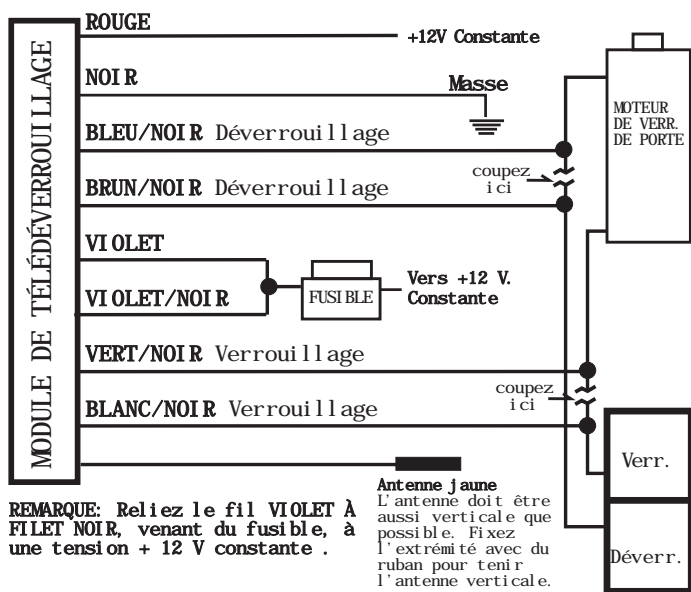 MODULE DE TÉLÉDÉVERROUILLAGE
ROUGE
+12V Constante
NOIR
Masse
BLEU/NOIR Déverrouillage
coupez
ici
BRUN/NOIR Déverrouillage
MOTEUR
DE VERR.
DE PORTE
VIOLET
VIOLET/NOIR
FUSIBLE
Vers +12 V.
Constante
VERT/NOIR Verrouillage
coupez
ici
BLANC/NOIR Verrouillage
Verr.
Déverr.
Antenne jaune
L'antenne doit être
aussi verticale que
possible. Fixez
l'extrémité avec du
ruban pour tenir
l'antenne verticale.
REMARQUE: Reliez le fil VIOLET À
FILET NOIR, venant du fusible, à
une tension + 12 V constante .